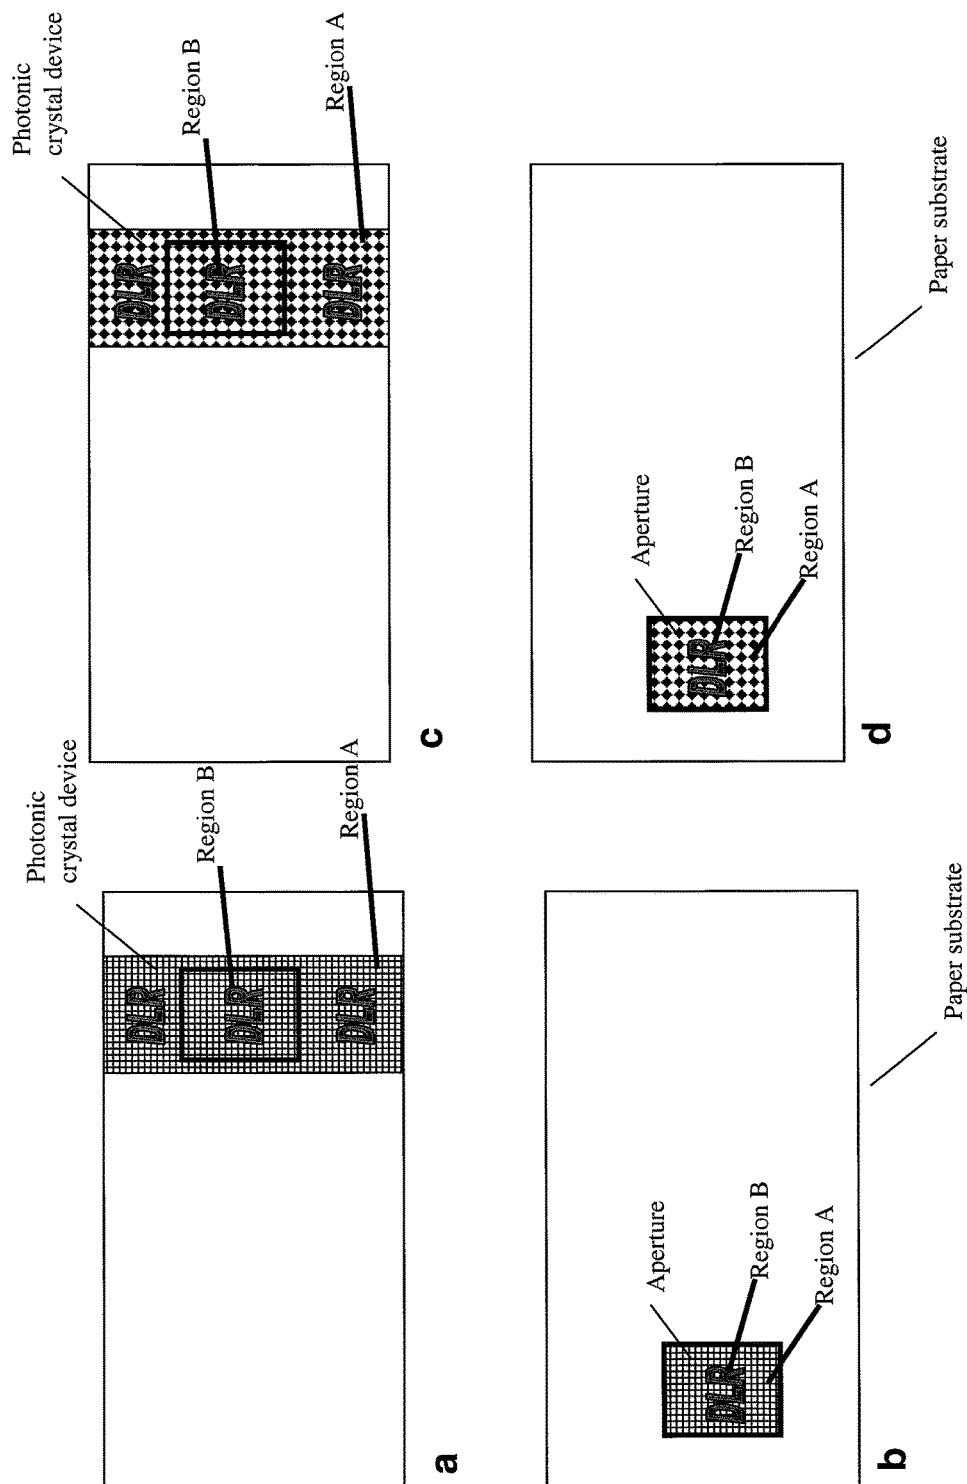 Photonic
crystal device
Region B
Region A
DLR
DLR
DLR
a
Aperture
Region B
Region A
DLR
Paper substrate
b
Photonic
crystal device
Region B
Region A
DLR
DLR
DLR
c
Aperture
Region B
Region A
DLR
Paper substrate
d